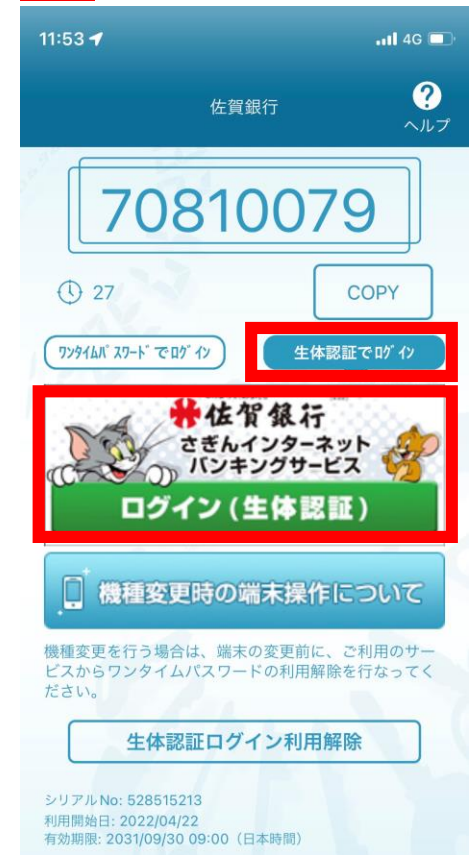 11:53
4G
佐賀銀行
?
ヘルプ
70810079
27
COPY
ﾜﾝﾀｲﾑﾊﾟｽﾜｰﾄﾞでﾛｸﾞｲﾝ
生体認証でﾛｸﾞｲﾝ
佐賀銀行
さぎんインターネット
バンキングサービス
ログイン(生体認証)
機種変更時の端末操作について
機種変更を行う場合は、端末の変更前に、ご利用のサー
ビスからワンタイムパスワードの利用解除を行なってく
ださい。
生体認証ログイン利用解除
シリアルNo: 528515213
利用開始日: 2022/04/22
有効期限: 2031/09/30 09:00（日本時間）